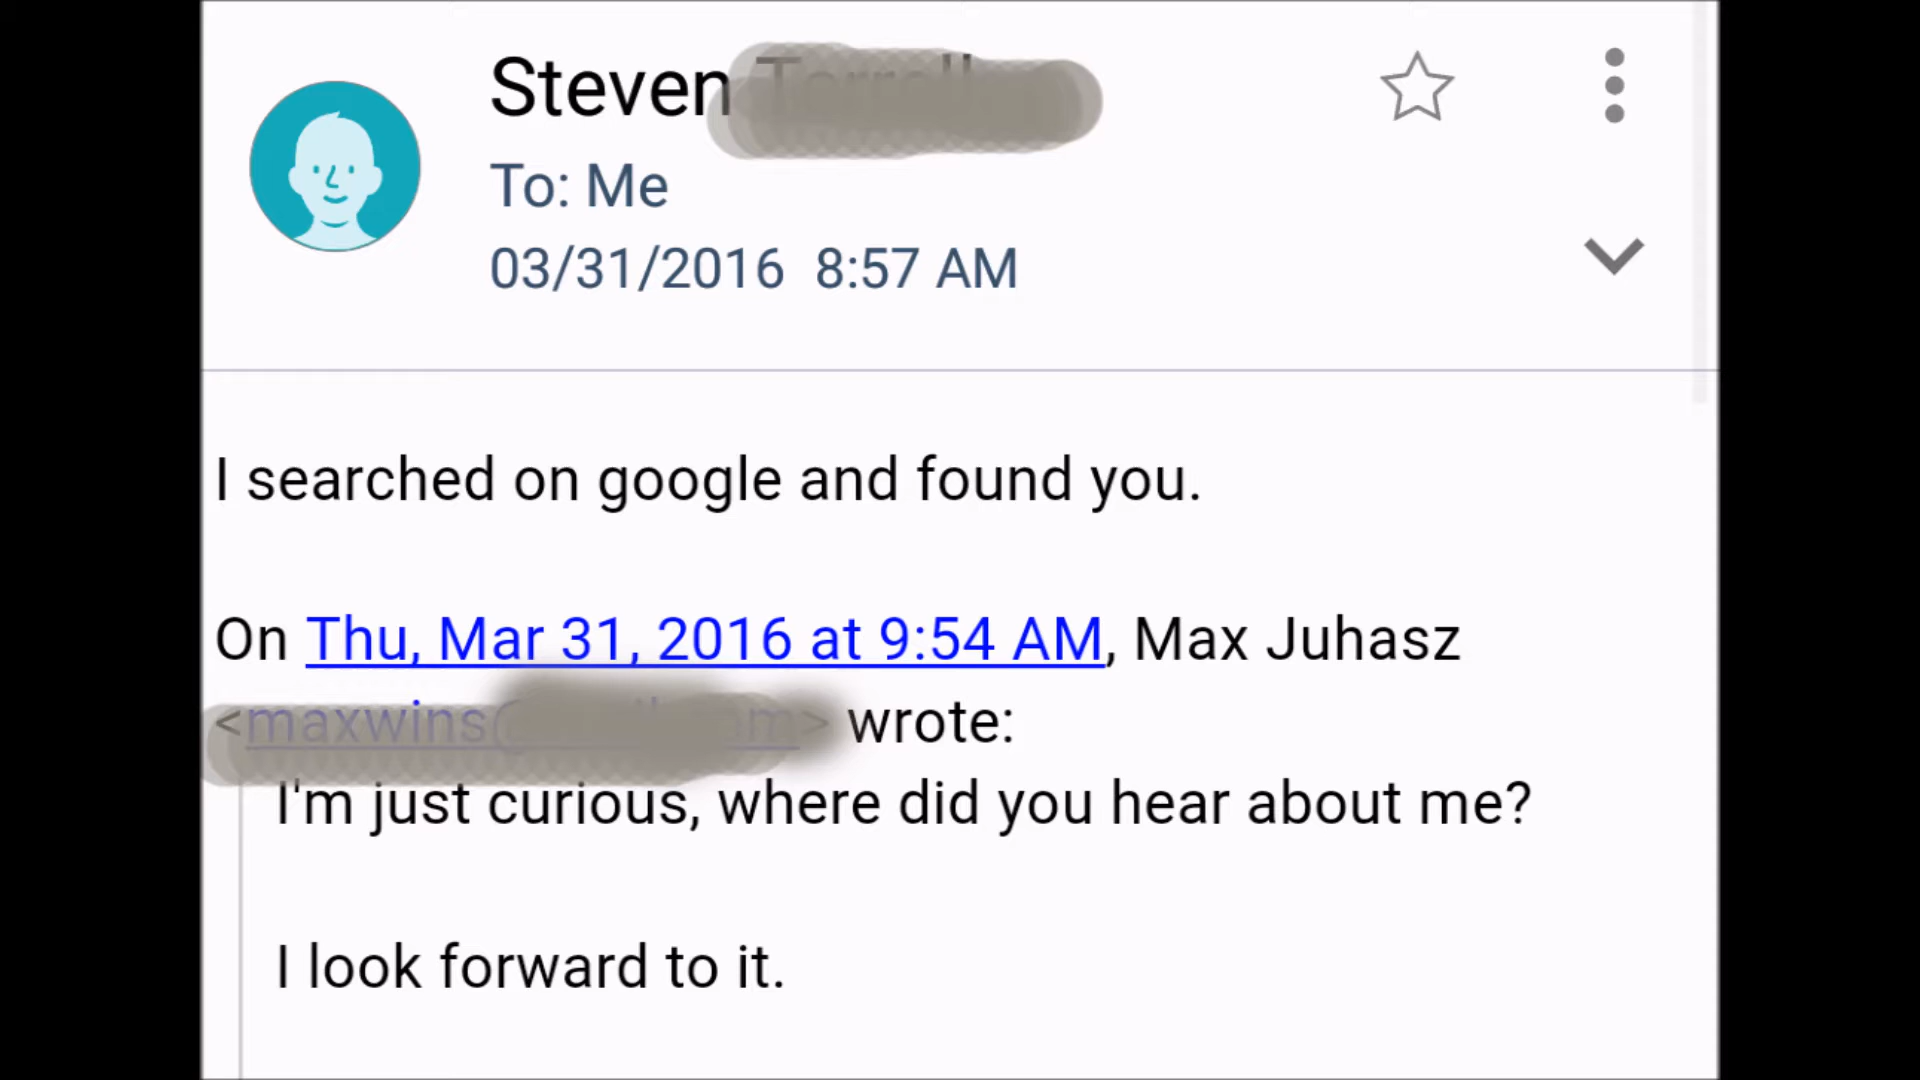 Steven
To: Me
03/31/2016 8:57 AM
I searched on google and found you.
On Thu, Mar 31, 2016 at 9:54 AM, Max Juhasz
wrote:
I'm just curious, where did you hear about me?
I look forward to it.